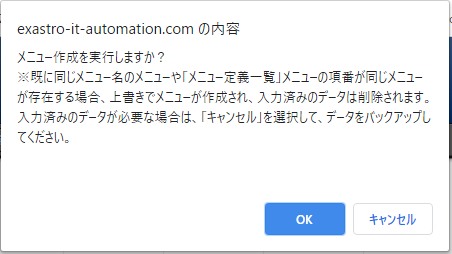 exastro-it-automation.com の内容
メニュー作成を実行しますか？
※既に同じメニュー名のメニューや「メニュー定義一覧」メニューの項番が同じメニュー
が存在する場合、上書きでメニューが作成され、入力済みのデータは削除されます。
入力済みのデータが必要な場合は、「キャンセル」を選択して、データをバックアップし
てください。
OK
キャンセル